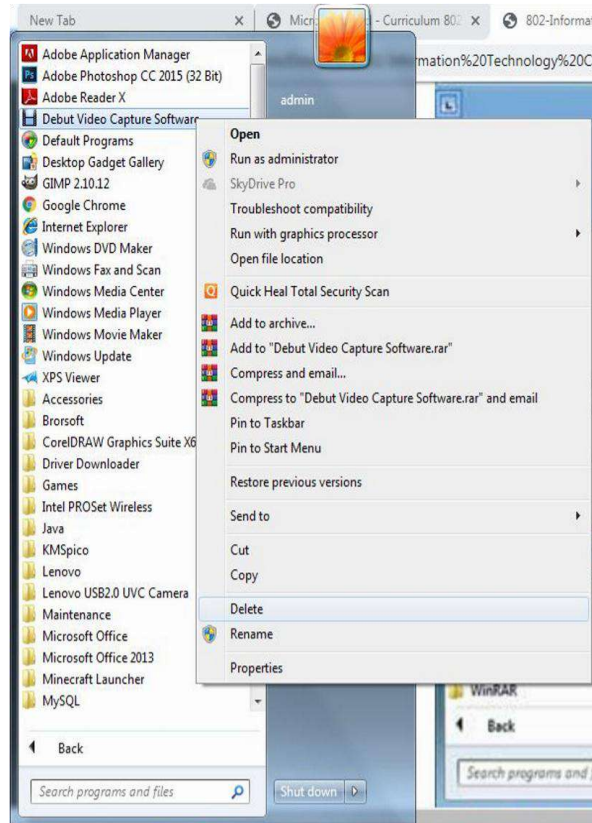 New Tab
Micr
- Curriculum 802
802-Informat
rmation%20Technology%20C
Adobe Application Manager
Adobe Photoshop CC 2015 (32 Bit)
Adobe Reader X
Debut Video Capture Software
Default Programs
Desktop Gadget Gallery
GIMP 2.10.12
Google Chrome
Internet Explorer
Windows DVD Maker
Windows Fax and Scan
Windows Media Center
Windows Media Player
Windows Movie Maker
Windows Update
XPS Viewer
Accessories
Brorsoft
CorelDRAW Graphics Suite X6
Driver Downloader
Games
Intel PROSet Wireless
Java
KMSpico
Lenovo
Lenovo USB2.0 UVC Camera
Maintenance
Microsoft Office
Microsoft Office 2013
Minecraft Launcher
MySQL
Back
Search programs and files
admin
Shut down
Open
Run as administrator
SkyDrive Pro
Troubleshoot compatibility
Run with graphics processor
Open file location
Quick Heal Total Security Scan
Add to archive...
Add to "Debut Video Capture Software.rar"
Compress and email...
Compress to "Debut Video Capture Software.rar" and email
Pin to Taskbar
Pin to Start Menu
Restore previous versions
Send to
Cut
Copy
Delete
Rename
Properties
WinRAR
Back
Search programs and